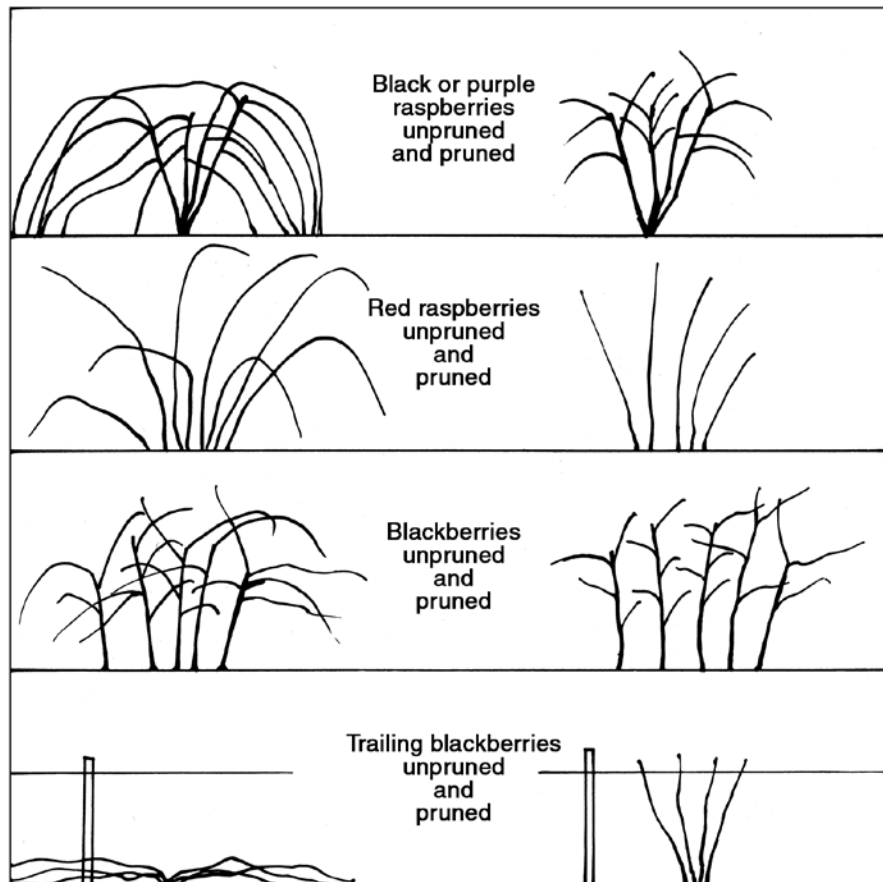 Black or purple
raspberries
unpruned
and pruned
Red raspberries
unpruned
and
pruned
Blackberries
unpruned
and
pruned
Trailing blackberries
unpruned
and
pruned